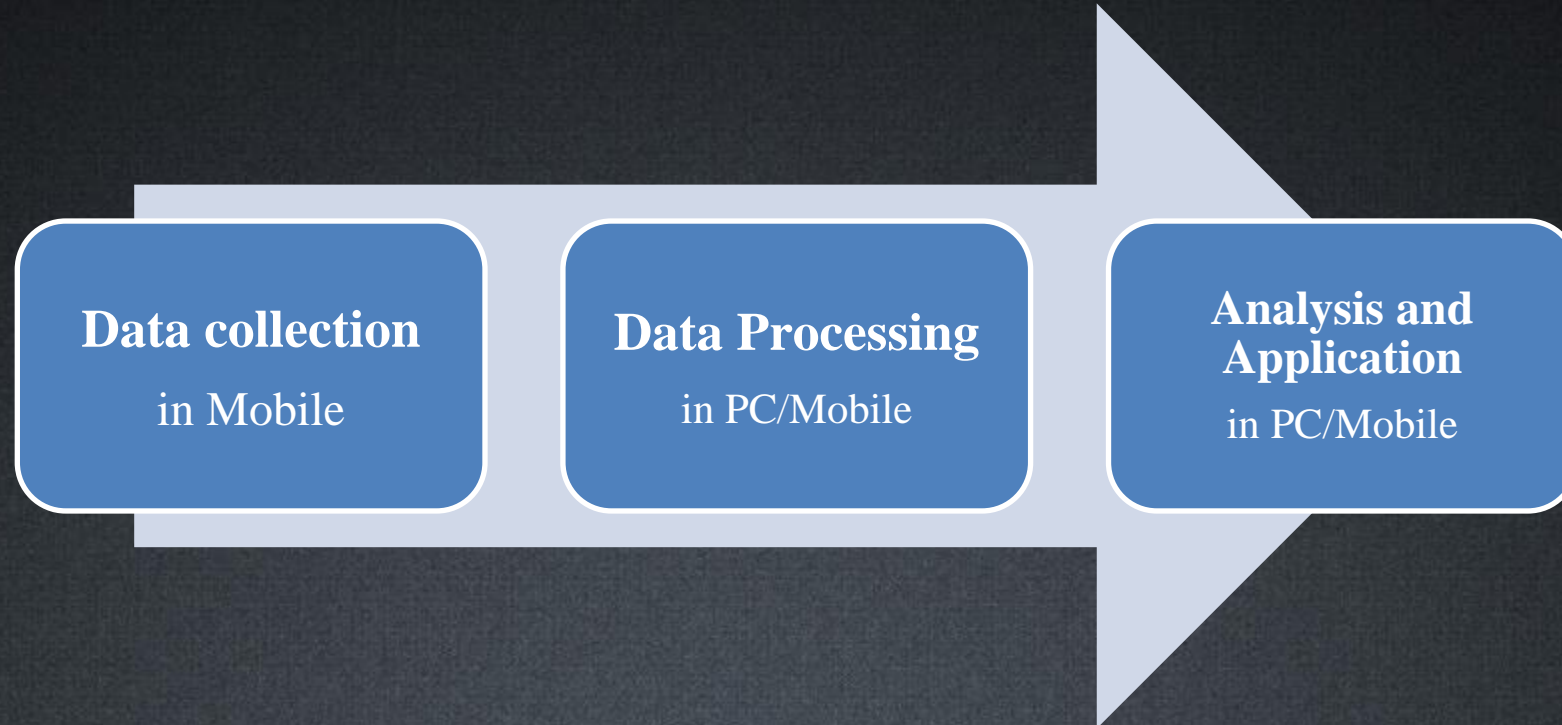 Data collection
in Mobile
Data Processing
in PC/Mobile
Analysis and
Application
in PC/Mobile